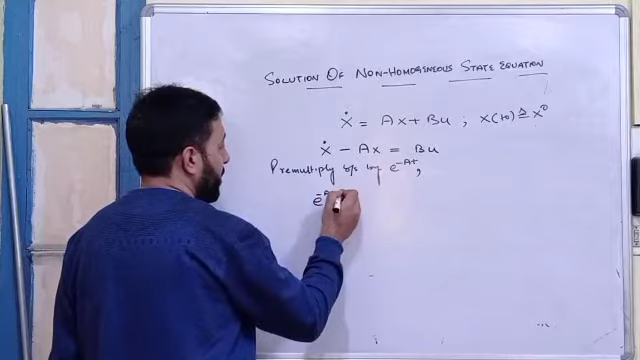 SOLUTION OF NON-HOMOGENEOUS STATE EQUATION
ẋ = Ax + Bu ; x(t0) ≜ x⁰
ẋ - Ax = Bu
Premultiply b/s by e^-At,
e^-A